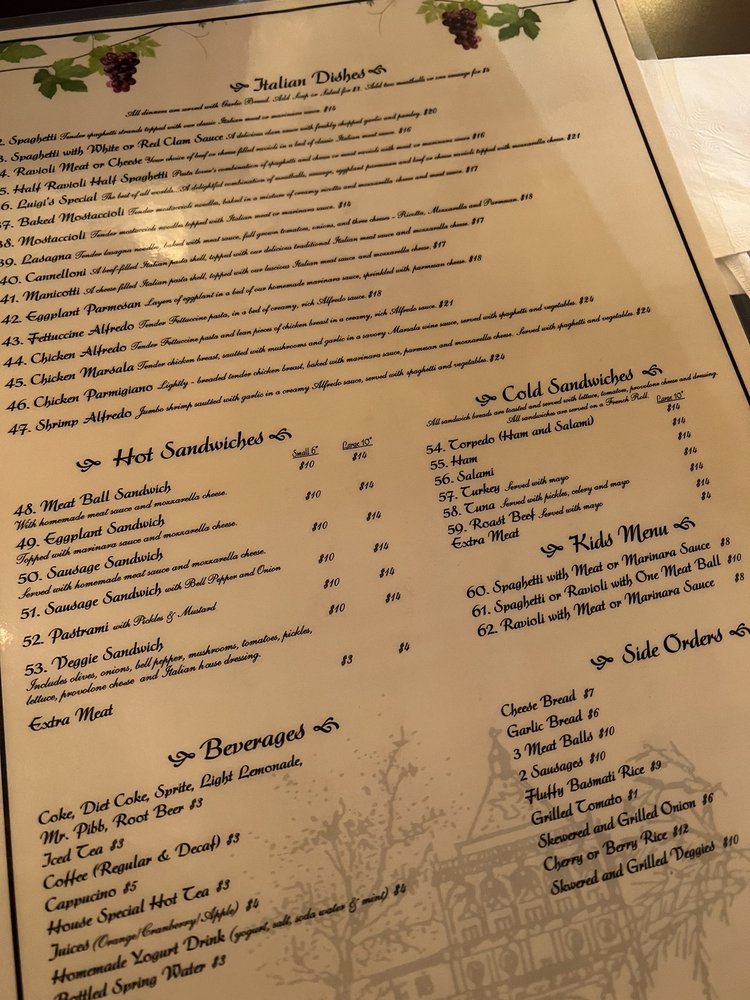 Italian Dishes
All dinners are served with Garlic Bread. Add Soup or Salad for $3. Add two meatballs or one sausage for $4
2. Spaghetti Tender spaghetti strands topped with our classic Italian meat or marinara sauce. $14
3. Spaghetti with White or Red Clam Sauce A delicious clam sauce with freshly chopped garlic and parsley. $20
4. Ravioli Meat or Cheese Your choice of beef or cheese filled ravioli in a bed of classic Italian meat sauce. $16
5. Half Ravioli Half Spaghetti Pasta lover's combination of spaghetti and cheese or meat ravioli with meat or marinara sauce $16
6. Luigi's Special The best of all worlds. A delightful combination of meatballs, sausage, eggplant parmesan and beef or cheese ravioli topped with mozzarella cheese. $21
37. Baked Mostaccioli Tender mostaccioli noodles, baked in a mixture of creamy ricotta and mozzarella cheese and meat sauce. $17
38. Mostaccioli Tender mostaccioli noodles topped with Italian meat or marinara sauce. $14
39. Lasagna Tender lasagna noodles, baked with meat sauce, full grown tomatoes, onions, and three cheeses - Ricotta, Mozzarella and Parmesan. $18
40. Cannelloni A beef-filled Italian pasta shell, topped with our delicious traditional Italian meat sauce and mozzarella cheese. $17
41. Manicotti A cheese filled Italian pasta shell, topped with our luscious Italian meat sauce and mozzarella cheese. $17
42. Eggplant Parmesan Layers of eggplant in a bed of our homemade marinara sauce, sprinkled with parmesan cheese. $18
43. Fettuccine Alfredo Tender Fettuccine pasta, in a bed of creamy, rich Alfredo sauce. $18
44. Chicken Alfredo Tender Fettuccine pasta and lean pieces of chicken breast in a creamy, rich Alfredo sauce. $21
45. Chicken Marsala Tender chicken breast, sautted with mushrooms and garlic in a savory Marsala wine sauce, served with spaghetti and vegetables. $24
46. Chicken Parmigiano Lightly - breaded tender chicken breast, baked with marinara sauce, parmesan and mozzarella cheese. Served with spaghetti and vegetables. $24
47. Shrimp Alfredo Jumbo shrimp sautted with garlic in a creamy Alfredo sauce, served with spaghetti and vegetables. $24
Hot Sandwiches
Small 6" Large 10"
48. Meat Ball Sandwich $10 $14
With homemade meat sauce and mozzarella cheese.
49. Eggplant Sandwich $10 $14
Topped with marinara sauce and mozzarella cheese.
50. Sausage Sandwich $10 $14
Served with homemade meat sauce and mozzarella cheese.
51. Sausage Sandwich with Bell Pepper and Onion $10 $14
52. Pastrami with Pickles & Mustard $10 $14
53. Veggie Sandwich $10 $14
Includes olives, onions, bell pepper, mushrooms, tomatoes, pickles,
lettuce, provolone cheese and Italian house dressing.
Extra Meat $3 $4
Cold Sandwiches
All sandwich breads are toasted and served with lettuce, tomatoes, provolone cheese and dressing.
All sandwiches are served on a French Roll.
Large 10"
54. Torpedo (Ham and Salami) $14
55. Ham $14
56. Salami $14
57. Turkey Served with mayo $14
58. Tuna Served with pickles, celery and mayo $14
59. Roast Beef Served with mayo $14
Extra Meat $4
Kids Menu
60. Spaghetti with Meat or Marinara Sauce $8
61. Spaghetti or Ravioli with One Meat Ball $10
62. Ravioli with Meat or Marinara Sauce $8
Beverages
Coke, Diet Coke, Sprite, Light Lemonade,
Mr. Pibb, Root Beer $3
Iced Tea $3
Coffee (Regular & Decaf) $3
Cappucino $5
House Special Hot Tea $3
Juices (Orange/Cranberry/Apple) $4
Homemade Yogurt Drink (yogurt, salt, soda water & mint) $4
Bottled Spring Water $3
Side Orders
Cheese Bread $7
Garlic Bread $6
3 Meat Balls $10
2 Sausages $10
Fluffy Basmati Rice $9
Grilled Tomato $1
Skewered and Grilled Onion $6
Cherry or Berry Rice $12
Skwered and Grilled Veggies $10